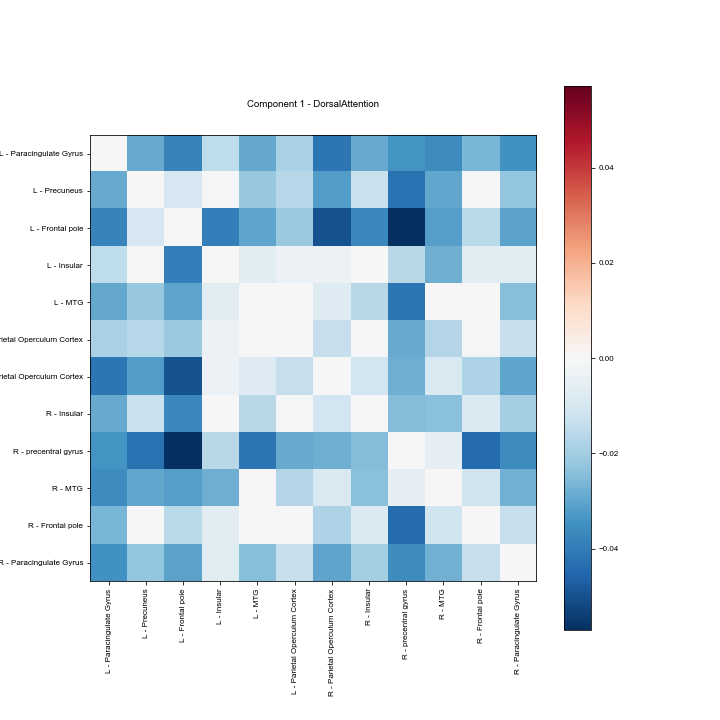 Component 1 - DorsalAttention
L - Paracingulate Gyrus
L - Precuneus
L - Frontal pole
L - Insular
L - MTG
rietal Operculum Cortex
rietal Operculum Cortex
R - Insular
R - precentral gyrus
R - MTG
R - Frontal pole
R - Paracingulate Gyrus
L - Paracingulate Gyrus
L - Precuneus
L - Frontal pole
L - Insular
L - MTG
L - Parietal Operculum Cortex
R - Parietal Operculum Cortex
R - Insular
R - precentral gyrus
R - MTG
R - Frontal pole
R - Paracingulate Gyrus
0.04
0.02
0.00
−0.02
−0.04